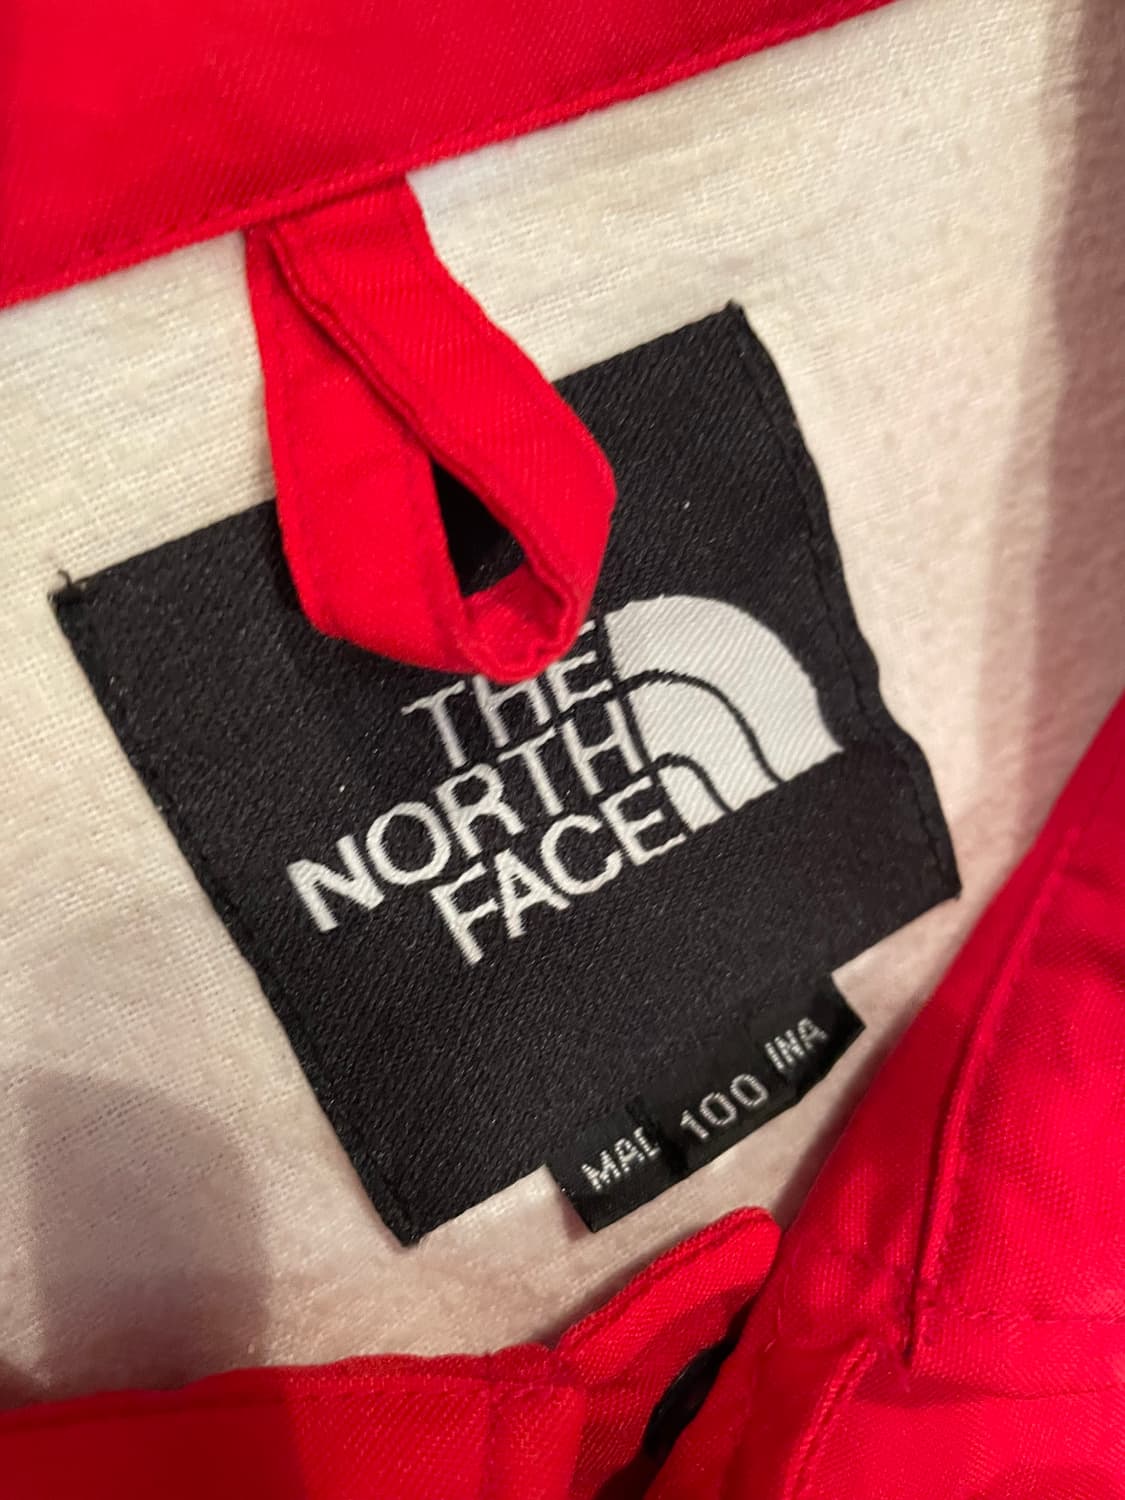 THE
NORTH
FACE
MAD 100 INA